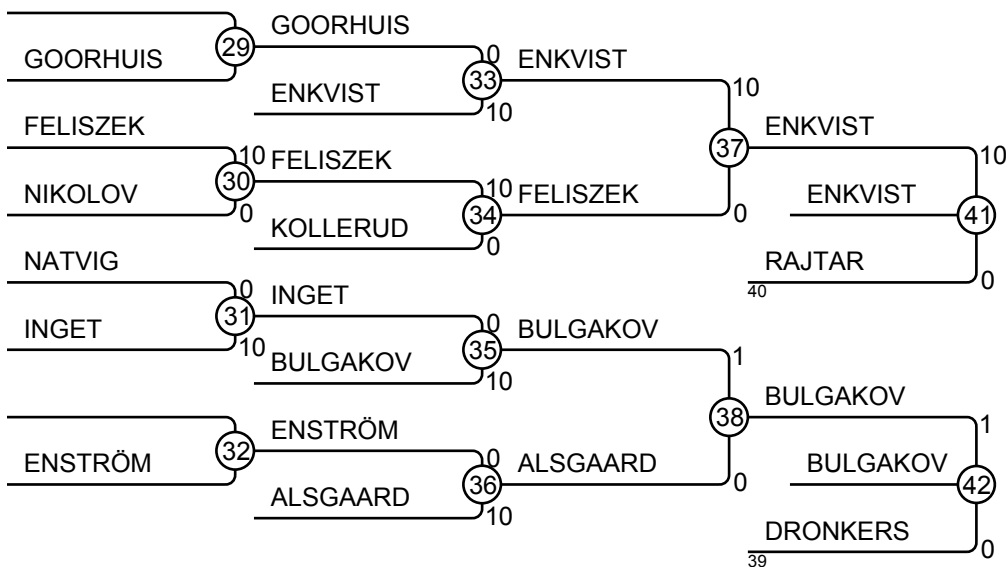 GOORHUIS
29
GOORHUIS
0
33
ENKVIST
10
ENKVIST
10
FELISZEK
10
30
NIKOLOV
0
FELISZEK
10
34
KOLLERUD
0
FELISZEK
37
0
ENKVIST
10
ENKVIST
41
RAJTAR
40
0
NATVIG
0
31
INGET
10
INGET
0
35
BULGAKOV
10
BULGAKOV
1
32
ENSTRÖM
ENSTRÖM
0
36
ALSGAARD
10
ALSGAARD
38
0
BULGAKOV
1
BULGAKOV
42
DRONKERS
39
0